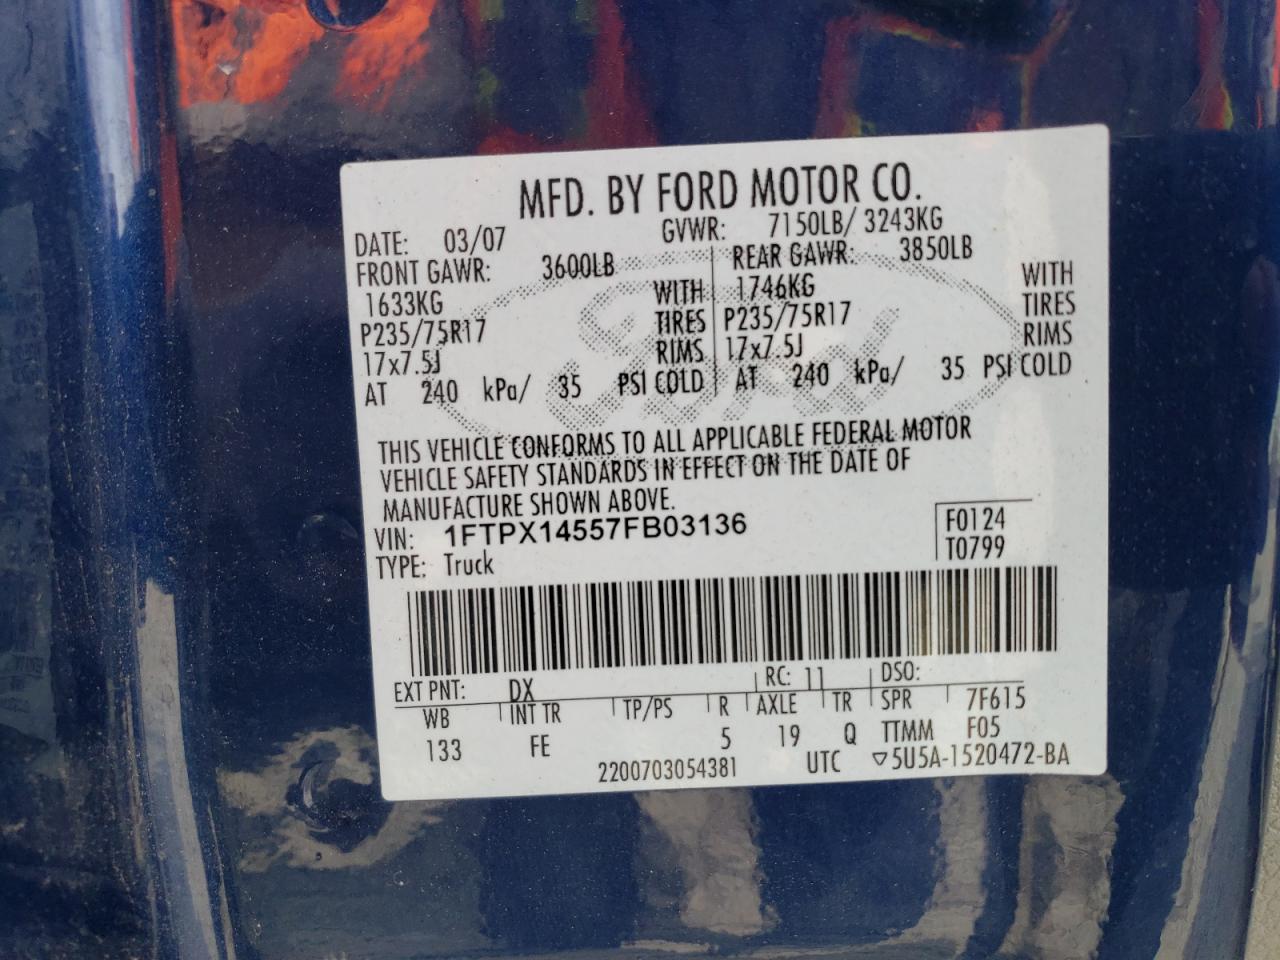 MFD. BY FORD MOTOR CO.
DATE: 03/07 GVWR: 7150LB/ 3243KG
FRONT GAWR: 3600LB REAR GAWR: 3850LB
1633KG WITH 1746KG WITH
P235/75R17 TIRES P235/75R17 TIRES
17x7.5J RIMS 17x7.5J RIMS
AT 240 kPa/ 35 PSI COLD AT 240 kPa/ 35 PSI COLD
Ford
THIS VEHICLE CONFORMS TO ALL APPLICABLE FEDERAL MOTOR
VEHICLE SAFETY STANDARDS IN EFFECT ON THE DATE OF
MANUFACTURE SHOWN ABOVE.
VIN: 1FTPX14557FB03136 F0124
TYPE: Truck T0799
EXT PNT: DX RC: 11 DSO:
WB INT TR TP/PS R AXLE TR SPR 7F615
133 FE 5 19 Q TTMM F05
2200703054381 UTC ▽5U5A-1520472-BA